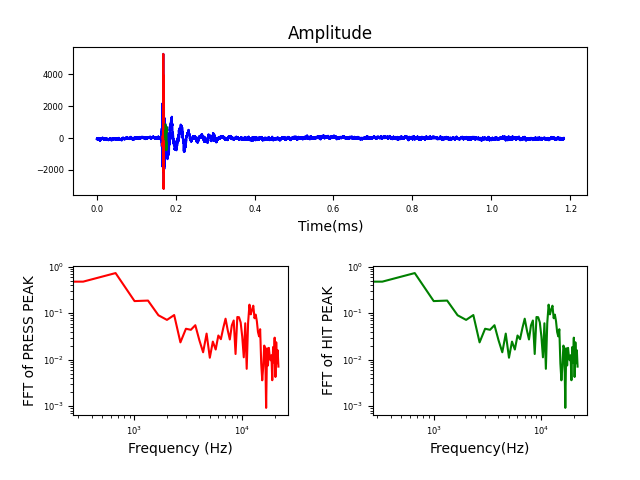 Amplitude
4000
2000
0
−2000
0.0 0.2 0.4 0.6 0.8 1.0 1.2
Time(ms)
FFT of PRESS PEAK
10⁰
10⁻¹
10⁻²
10⁻³
10³ 10⁴
Frequency (Hz)
FFT of HIT PEAK
10⁰
10⁻¹
10⁻²
10⁻³
10³ 10⁴
Frequency(Hz)